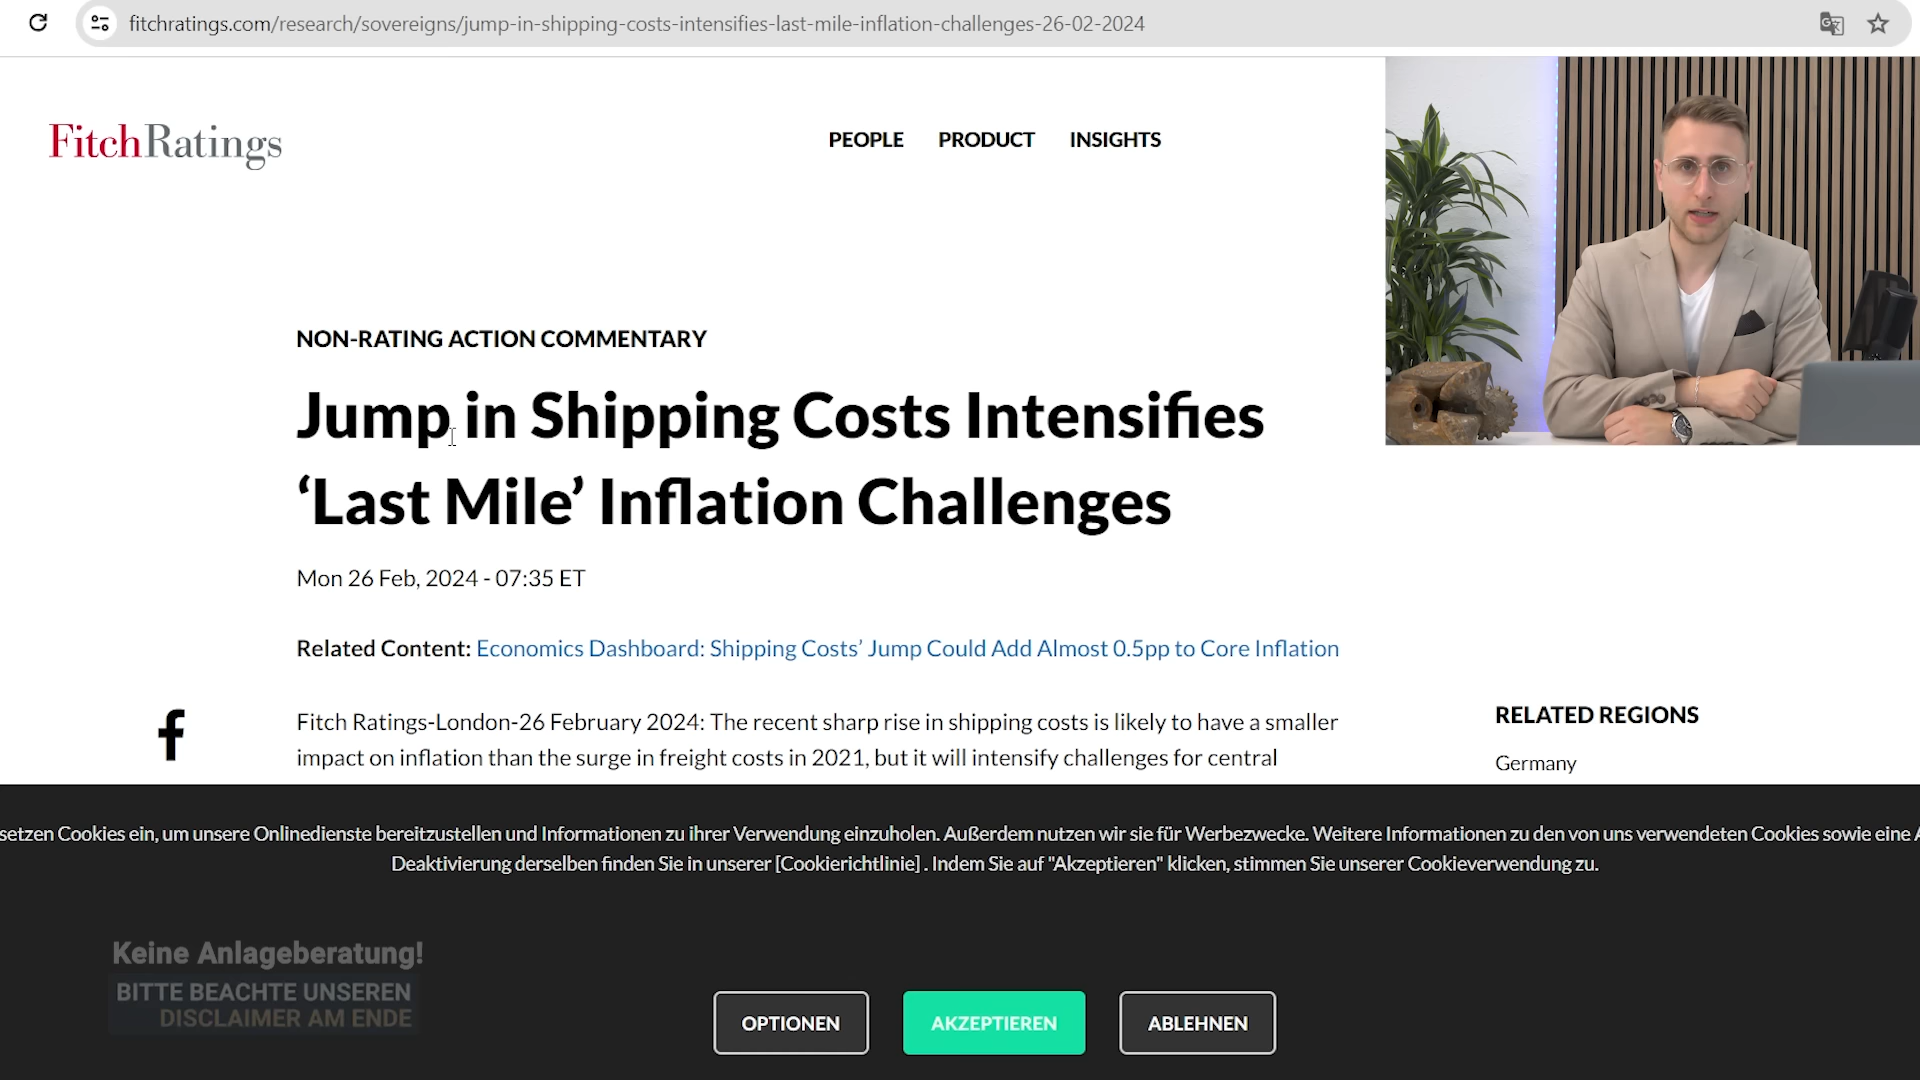 fitchratings.com/research/sovereigns/jump-in-shipping-costs-intensifies-last-mile-inflation-challenges-26-02-2024
FitchRatings
PEOPLE PRODUCT INSIGHTS
NON-RATING ACTION COMMENTARY
Jump in Shipping Costs Intensifies
‘Last Mile’ Inflation Challenges
Mon 26 Feb, 2024 - 07:35 ET
Related Content: Economics Dashboard: Shipping Costs’ Jump Could Add Almost 0.5pp to Core Inflation
Fitch Ratings-London-26 February 2024: The recent sharp rise in shipping costs is likely to have a smaller
impact on inflation than the surge in freight costs in 2021, but it will intensify challenges for central
RELATED REGIONS
Germany
setzen Cookies ein, um unsere Onlinedienste bereitzustellen und Informationen zu ihrer Verwendung einzuholen. Außerdem nutzen wir sie für Werbezwecke. Weitere Informationen zu den von uns verwendeten Cookies sowie eine A
Deaktivierung derselben finden Sie in unserer [Cookierichtlinie] . Indem Sie auf "Akzeptieren" klicken, stimmen Sie unserer Cookieverwendung zu.
Keine Anlageberatung!
BITTE BEACHTE UNSEREN
DISCLAIMER AM ENDE
OPTIONEN AKZEPTIEREN ABLEHNEN